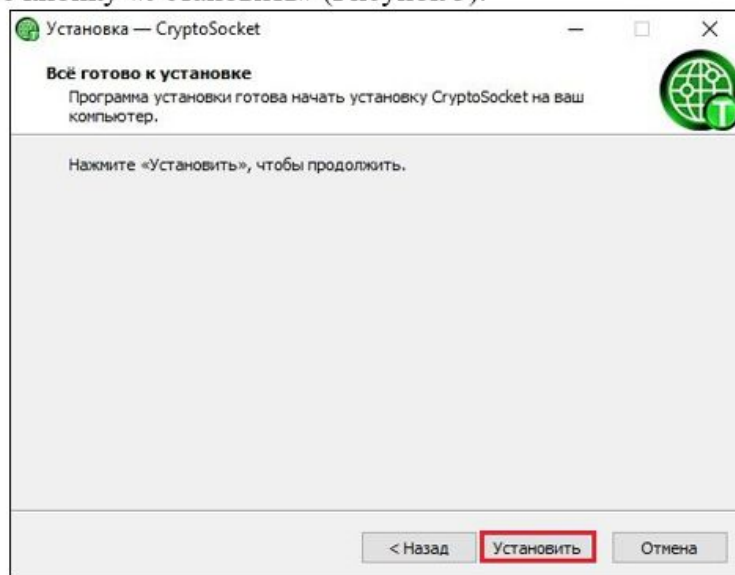 Установка — CryptoSocket
Всё готово к установке
Программа установки готова начать установку CryptoSocket на ваш
компьютер.
T
Нажмите «Установить», чтобы продолжить.
< Назад Установить Отмена